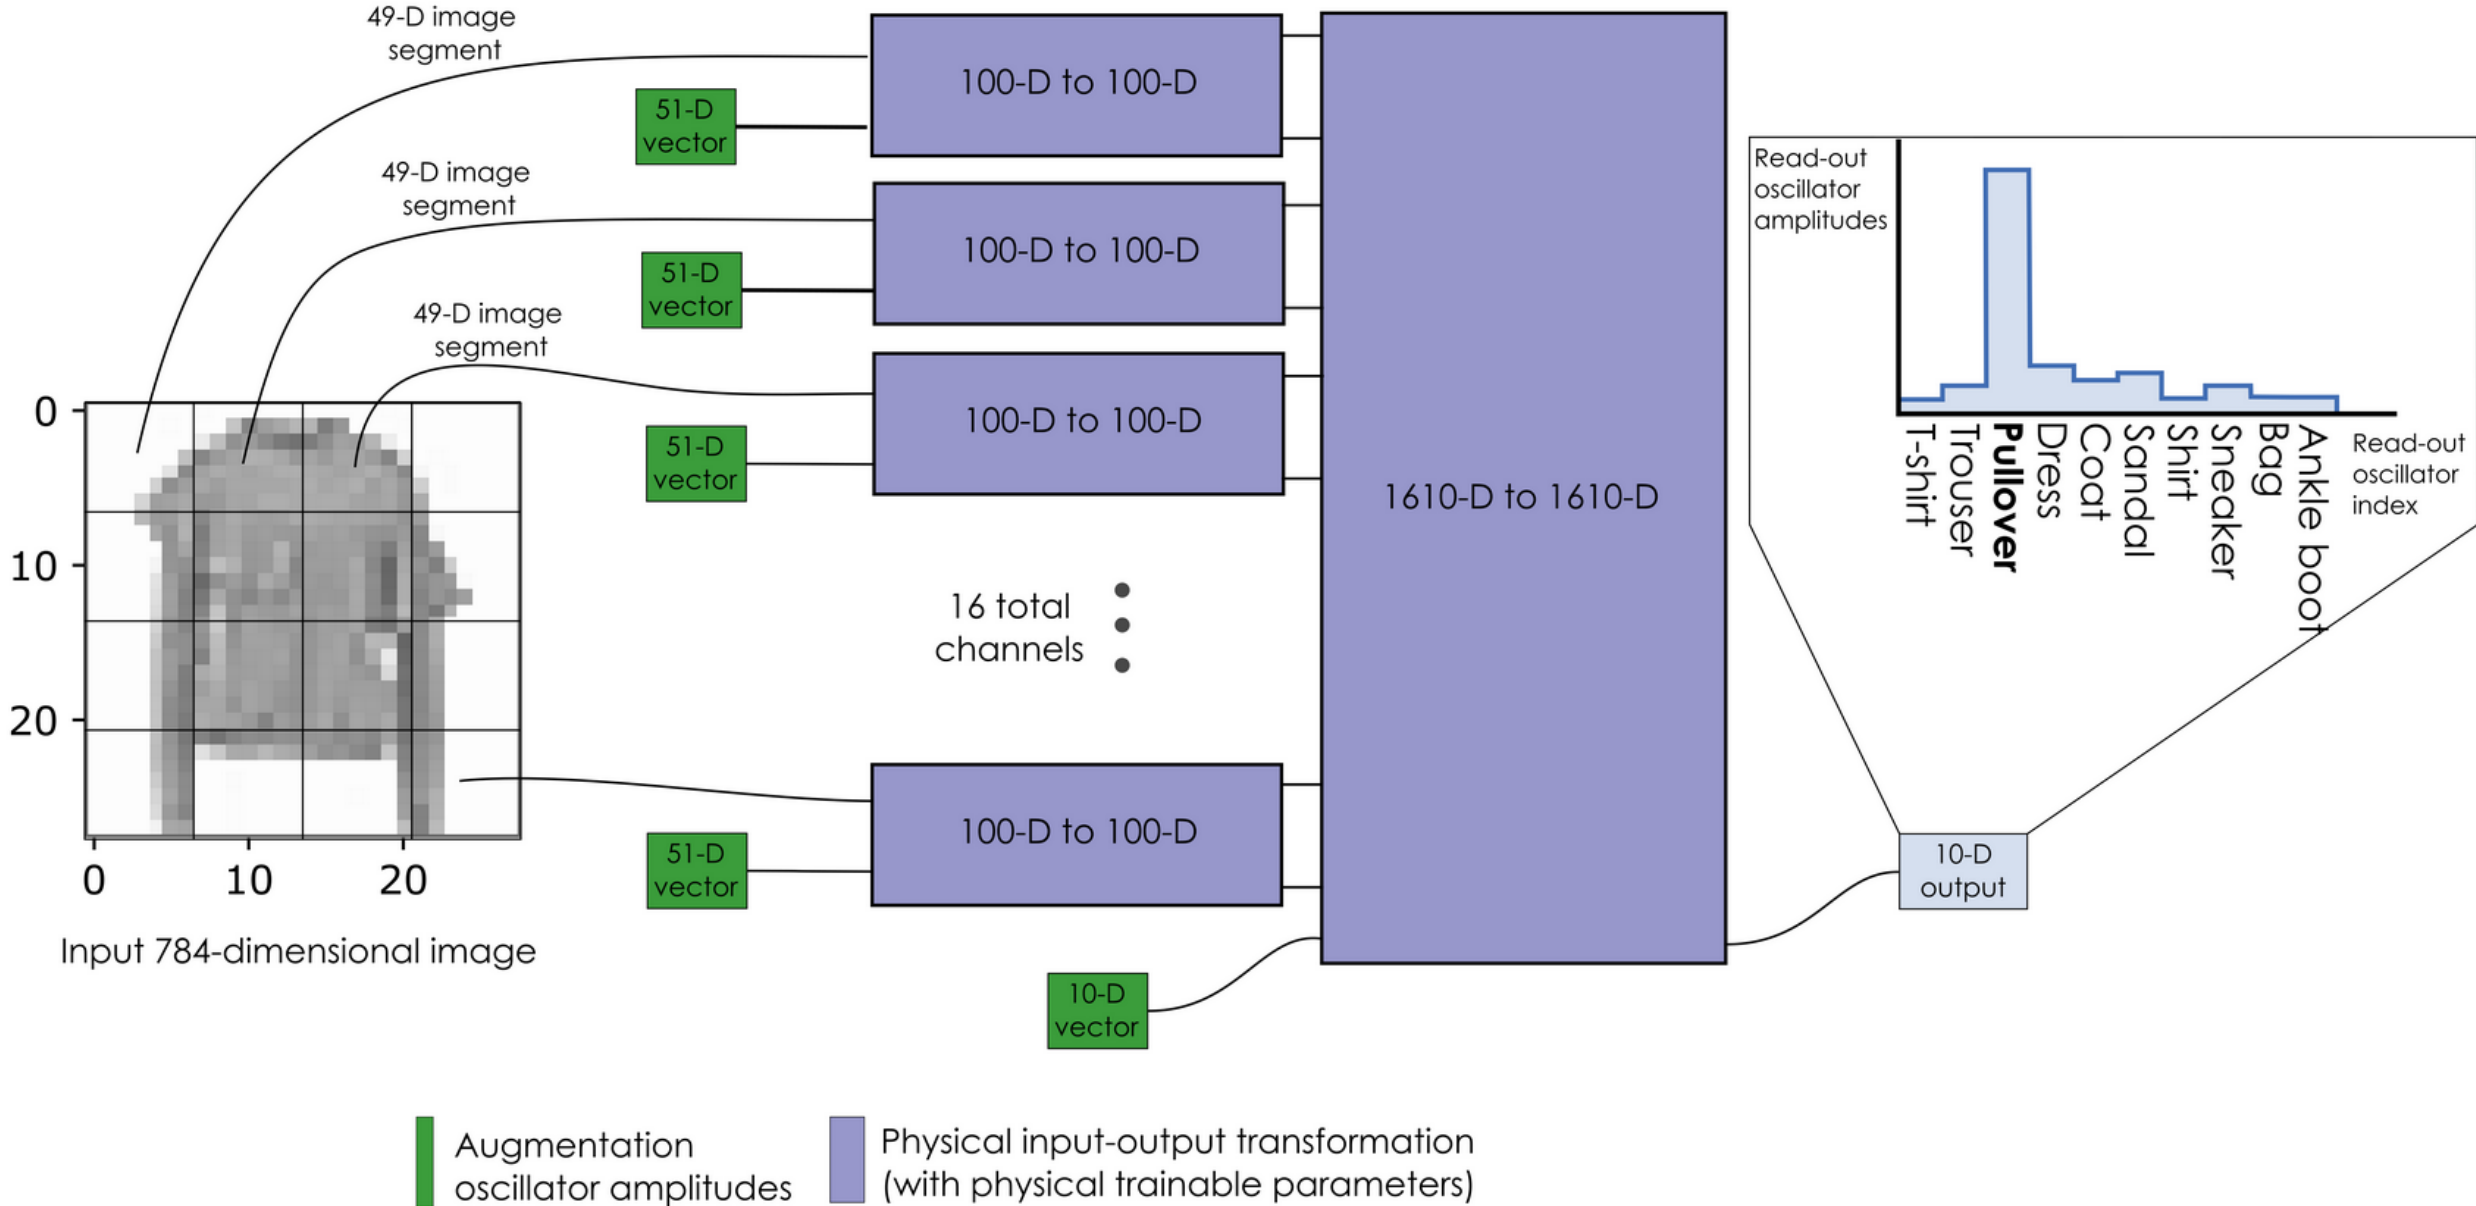 49-D image
segment
51-D
vector
100-D to 100-D
49-D image
segment
51-D
vector
100-D to 100-D
49-D image
segment
51-D
vector
100-D to 100-D
16 total
channels
51-D
vector
100-D to 100-D
10-D
vector
1610-D to 1610-D
0
10
20
0
10
20
Input 784-dimensional image
Read-out
oscillator
amplitudes
T-shirt
Trouser
Pullover
Dress
Coat
Sandal
Shirt
Sneaker
Bag
Ankle boot
Read-out
oscillator
index
10-D
output
Augmentation
oscillator amplitudes
Physical input-output transformation
(with physical trainable parameters)